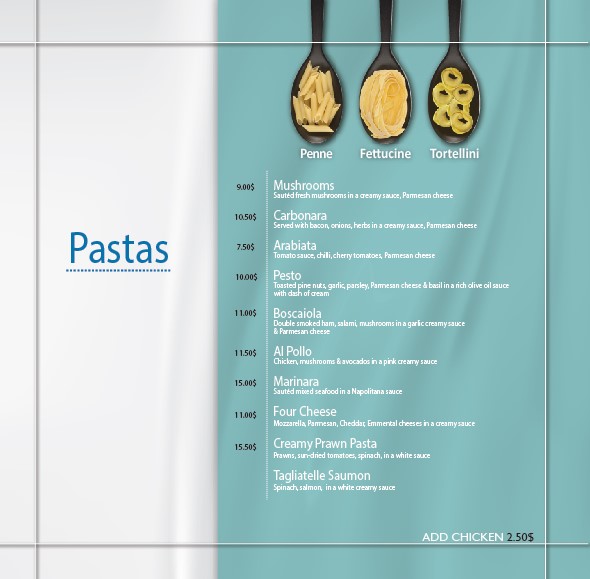 Penne Fettucine Tortellini
Pastas
9.00$ Mushrooms
Sautéd fresh mushrooms in a creamy sauce, Parmesan cheese
10.50$ Carbonara
Served with bacon, onions, herbs in a creamy sauce, Parmesan cheese
7.50$ Arabiata
Tomato sauce, chilli, cherry tomatoes, Parmesan cheese
10.00$ Pesto
Toasted pine nuts, garlic, parsley, Parmesan cheese & basil in a rich olive oil sauce
with dash of cream
11.00$ Boscaiola
Double smoked ham, salami, mushrooms in a garlic creamy sauce
& Parmesan cheese
11.50$ Al Pollo
Chicken, mushrooms & avocados in a pink creamy sauce
15.00$ Marinara
Sautéd mixed seafood in a Napolitana sauce
11.00$ Four Cheese
Mozzarella, Parmesan, Cheddar, Emmental cheeses in a creamy sauce
15.50$ Creamy Prawn Pasta
Prawns, sun-dried tomatoes, spinach, in a white sauce
Tagliatelle Saumon
Spinach, salmon, in a white creamy sauce
ADD CHICKEN 2.50$